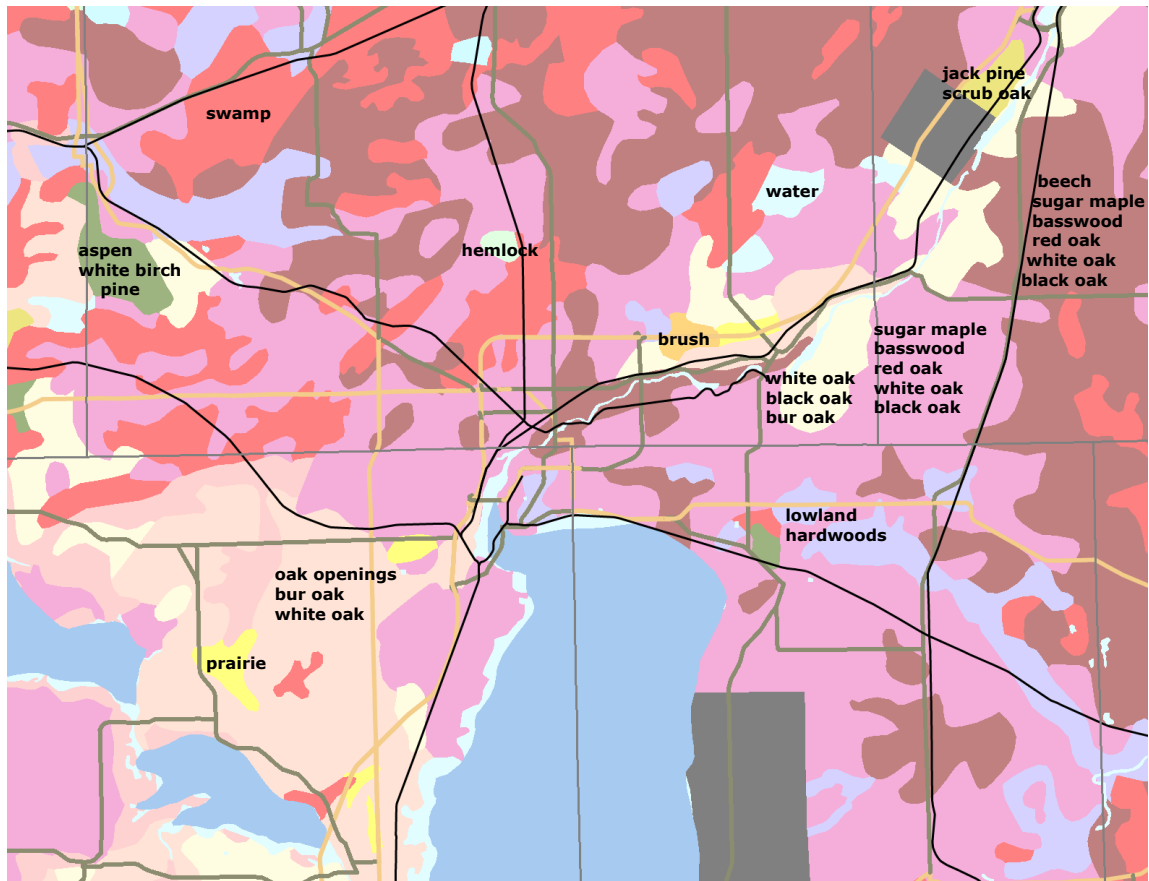 jack pine
scrub oak
swamp
water
beech
sugar maple
basswood
red oak
white oak
black oak
hemlock
aspen
white birch
pine
brush
sugar maple
basswood
red oak
white oak
black oak
white oak
black oak
bur oak
lowland
hardwoods
oak openings
bur oak
white oak
prairie